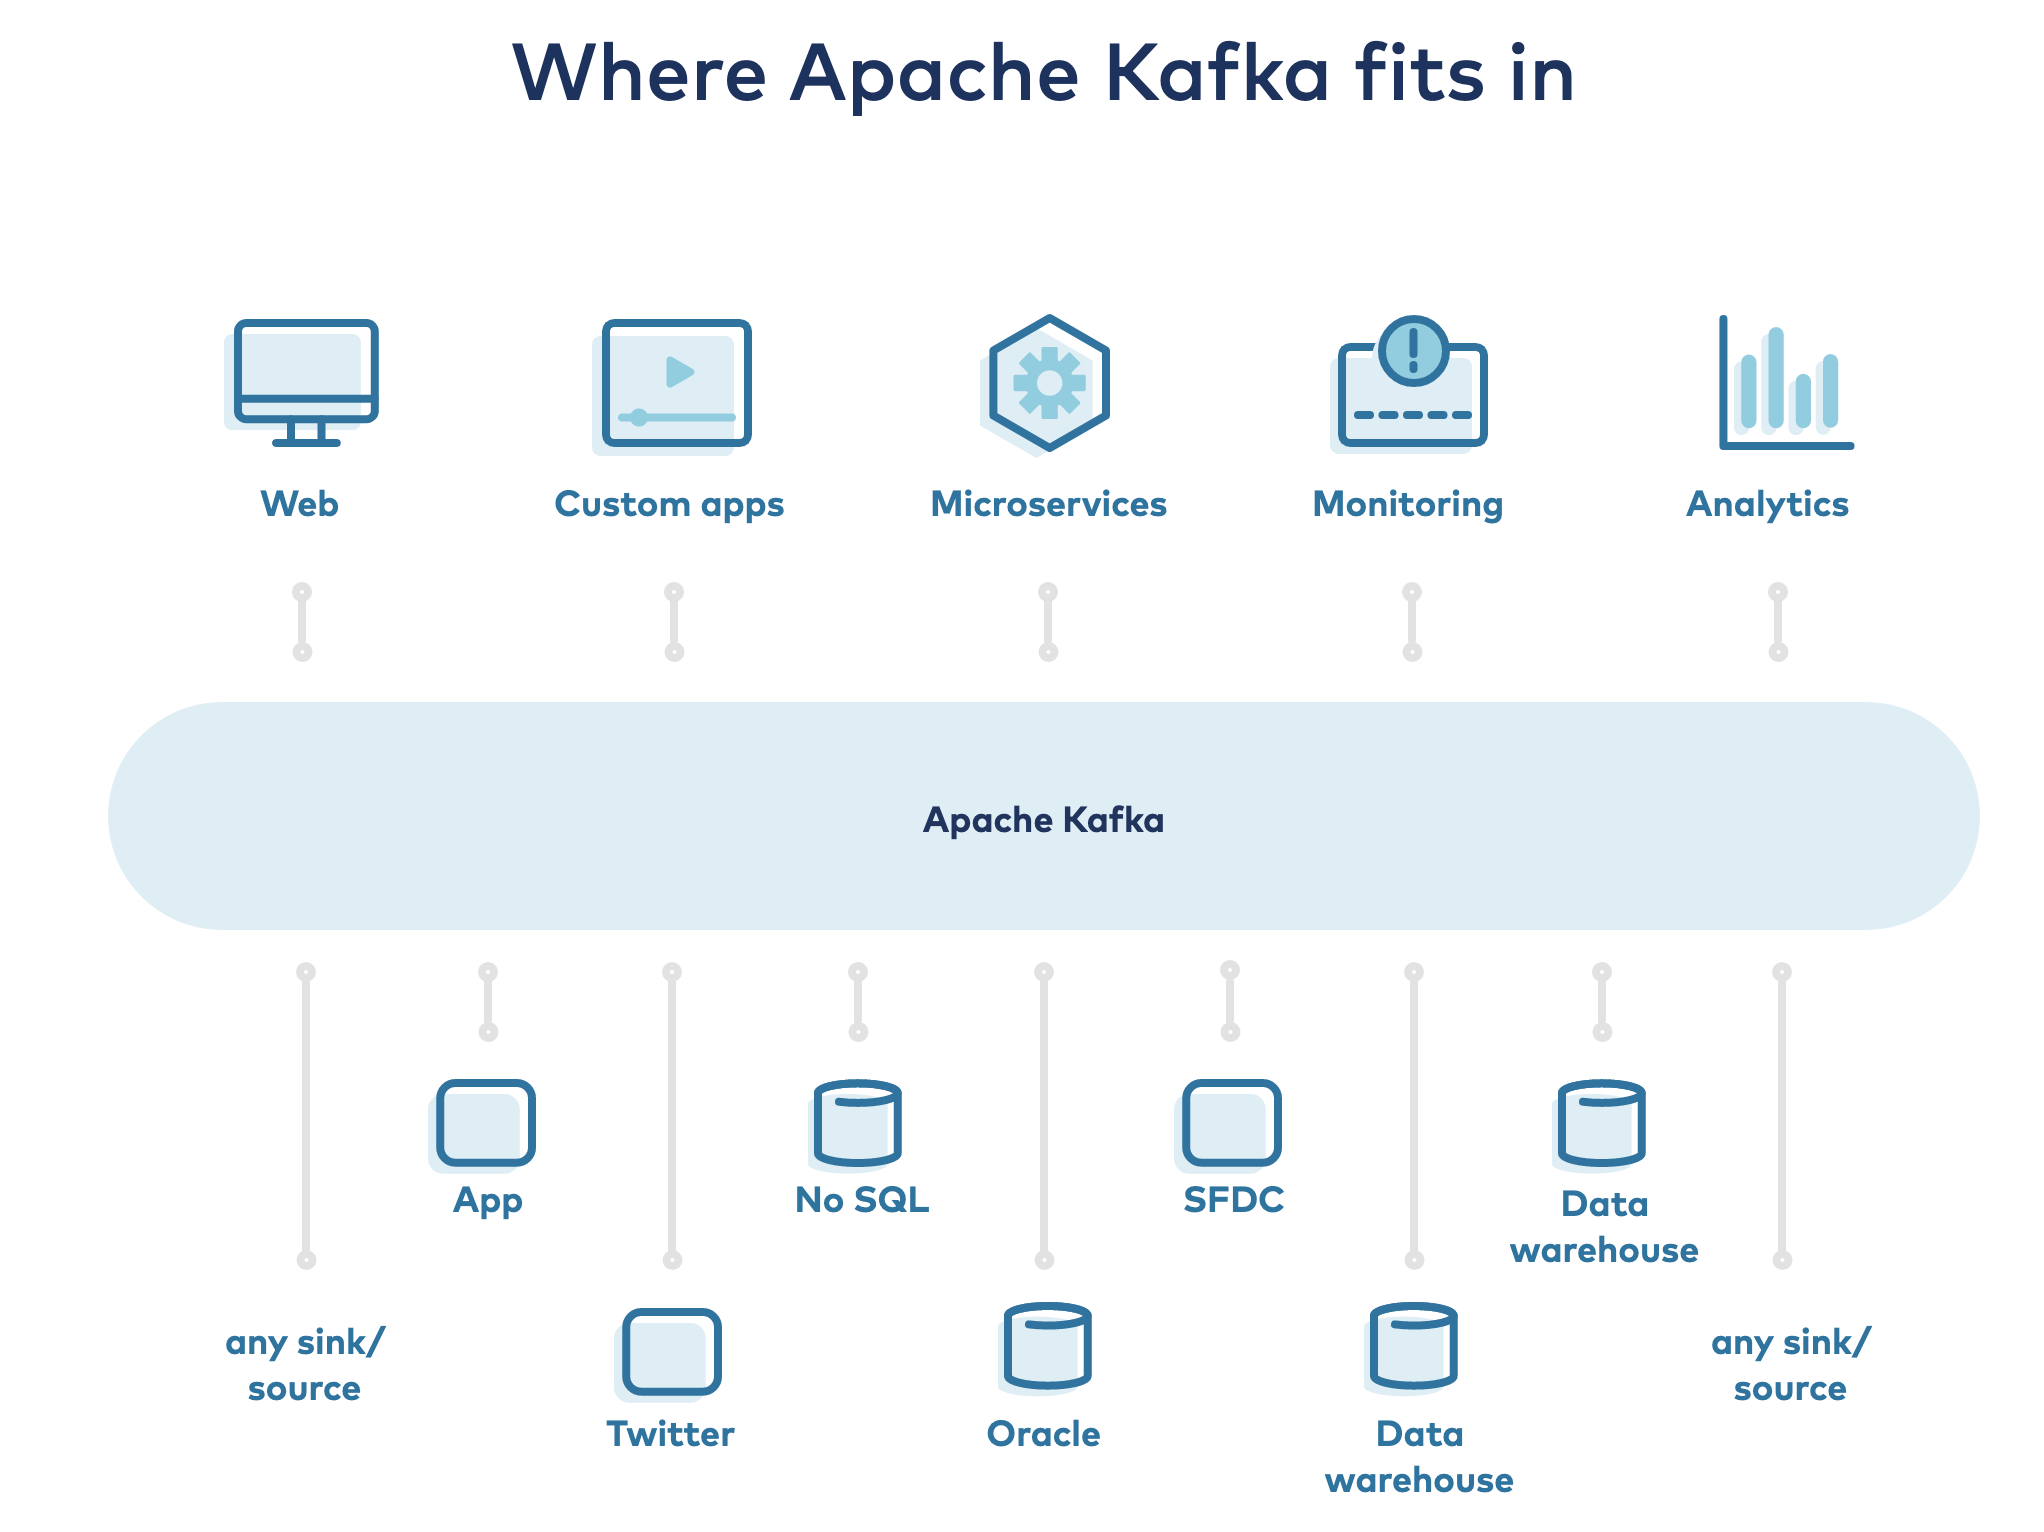 Where Apache Kafka fits in
Web
Custom apps
Microservices
Monitoring
Analytics
Apache Kafka
App
No SQL
SFDC
Data
warehouse
any sink/
source
Twitter
Oracle
Data
warehouse
any sink/
source